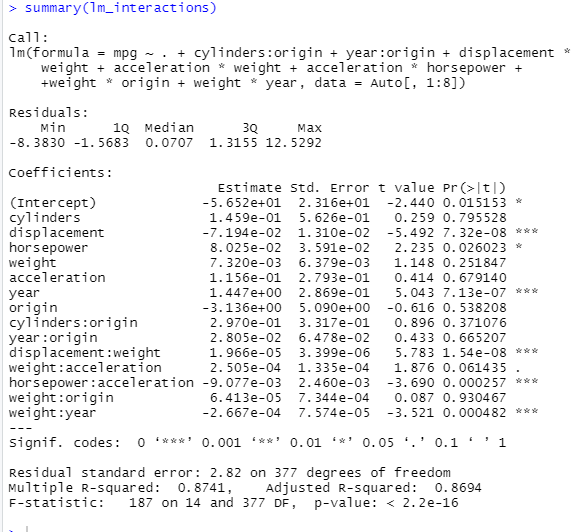 > summary(lm_interactions)
Call:
lm(formula = mpg ~ . + cylinders:origin + year:origin + displacement *
    weight + acceleration * weight + acceleration * horsepower +
    +weight * origin + weight * year, data = Auto[, 1:8])
Residuals:
    Min      1Q  Median      3Q     Max
-8.3830 -1.5683  0.0707  1.3155 12.5292
Coefficients:
                          Estimate Std. Error t value Pr(>|t|)
(Intercept)             -5.652e+01  2.316e+01  -2.440 0.015153 *
cylinders                1.459e-01  5.626e-01   0.259 0.795528
displacement            -7.194e-02  1.310e-02  -5.492 7.32e-08 ***
horsepower               8.025e-02  3.591e-02   2.235 0.026023 *
weight                   7.320e-03  6.379e-03   1.148 0.251847
acceleration             1.156e-01  2.793e-01   0.414 0.679140
year                     1.447e+00  2.869e-01   5.043 7.13e-07 ***
origin                  -3.136e+00  5.090e+00  -0.616 0.538208
cylinders:origin         2.970e-01  3.317e-01   0.896 0.371076
year:origin              2.805e-02  6.478e-02   0.433 0.665207
displacement:weight      1.966e-05  3.399e-06   5.783 1.54e-08 ***
weight:acceleration      2.505e-04  1.335e-04   1.876 0.061435 .
horsepower:acceleration -9.077e-03  2.460e-03  -3.690 0.000257 ***
weight:origin            6.413e-05  7.344e-04   0.087 0.930467
weight:year             -2.667e-04  7.574e-05  -3.521 0.000482 ***
---
Signif. codes:  0 ‘***’ 0.001 ‘**’ 0.01 ‘*’ 0.05 ‘.’ 0.1 ‘ ’ 1
Residual standard error: 2.82 on 377 degrees of freedom
Multiple R-squared:  0.8741,    Adjusted R-squared:  0.8694
F-statistic:   187 on 14 and 377 DF,  p-value: < 2.2e-16